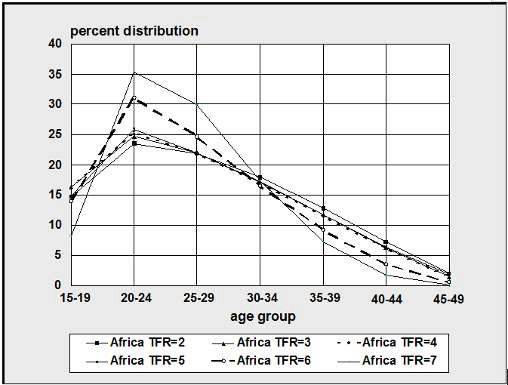 percent distribution
40
35
30
25
20
15
10
5
0
15-19 20-24 25-29 30-34 35-39 40-44 45-49
age group
Africa TFR=2 Africa TFR=3 Africa TFR=4
Africa TFR=5 Africa TFR=6 Africa TFR=7